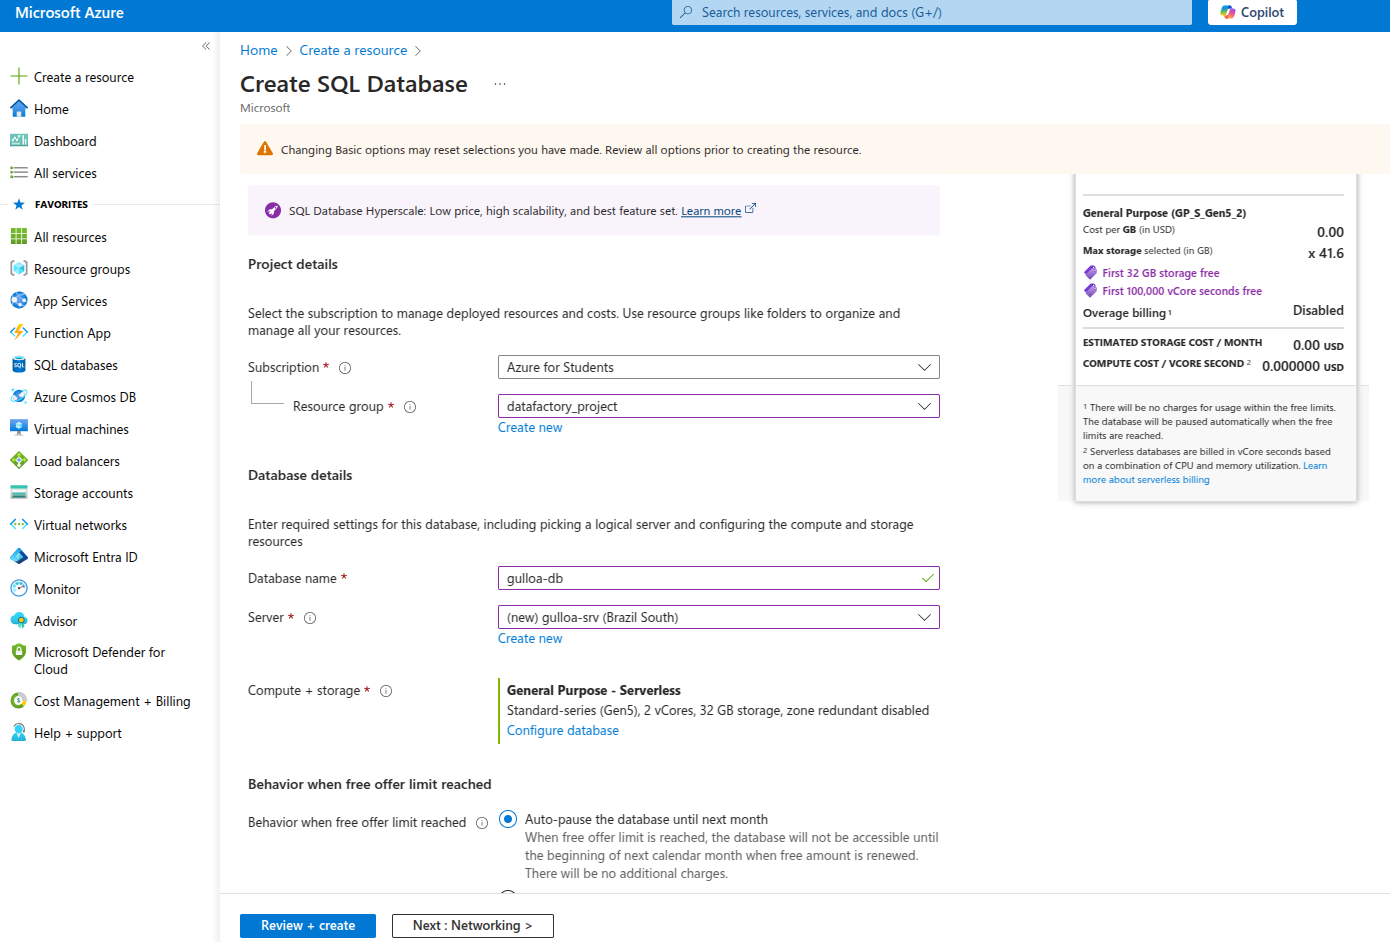 Microsoft Azure
Search resources, services, and docs (G+/)
Copilot
Create a resource
Home
Dashboard
All services
FAVORITES
All resources
Resource groups
App Services
Function App
SQL databases
Azure Cosmos DB
Virtual machines
Load balancers
Storage accounts
Virtual networks
Microsoft Entra ID
Monitor
Advisor
Microsoft Defender for
Cloud
Cost Management + Billing
Help + support
Home > Create a resource >
Create SQL Database ...
Microsoft
Changing Basic options may reset selections you have made. Review all options prior to creating the resource.
SQL Database Hyperscale: Low price, high scalability, and best feature set. Learn more
Project details
Select the subscription to manage deployed resources and costs. Use resource groups like folders to organize and
manage all your resources.
Subscription * Azure for Students
Resource group * datafactory_project
Create new
Database details
Enter required settings for this database, including picking a logical server and configuring the compute and storage
resources
Database name * gulloa-db
Server * (new) gulloa-srv (Brazil South)
Create new
Compute + storage * General Purpose - Serverless
Standard-series (Gen5), 2 vCores, 32 GB storage, zone redundant disabled
Configure database
Behavior when free offer limit reached
Behavior when free offer limit reached Auto-pause the database until next month
When free offer limit is reached, the database will not be accessible until
the beginning of next calendar month when free amount is renewed.
There will be no additional charges.
Review + create
Next : Networking >
General Purpose (GP_S_Gen5_2)
Cost per GB (in USD) 0.00
Max storage selected (in GB) x 41.6
First 32 GB storage free
First 100,000 vCore seconds free
Overage billing 1 Disabled
ESTIMATED STORAGE COST / MONTH 0.00 USD
COMPUTE COST / VCORE SECOND 2 0.000000 USD
1 There will be no charges for usage within the free limits.
The database will be paused automatically when the free
limits are reached.
2 Serverless databases are billed in vCore seconds based
on a combination of CPU and memory utilization. Learn
more about serverless billing